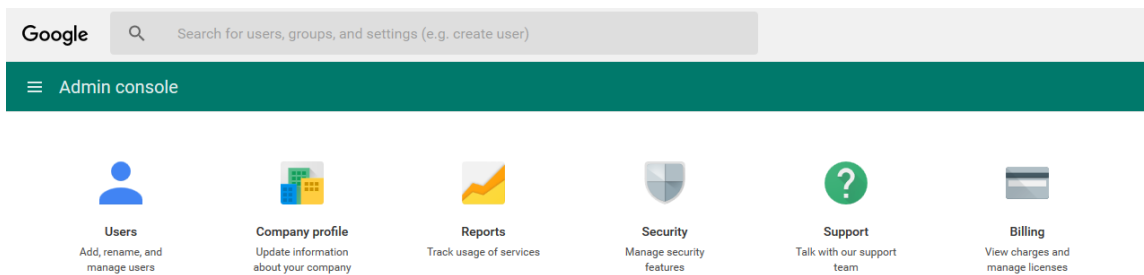 Google
Search for users, groups, and settings (e.g. create user)
Admin console
Users
Add, rename, and
manage users
Company profile
Update information
about your company
Reports
Track usage of services
Security
Manage security
features
Support
Talk with our support
team
Billing
View charges and
manage licenses